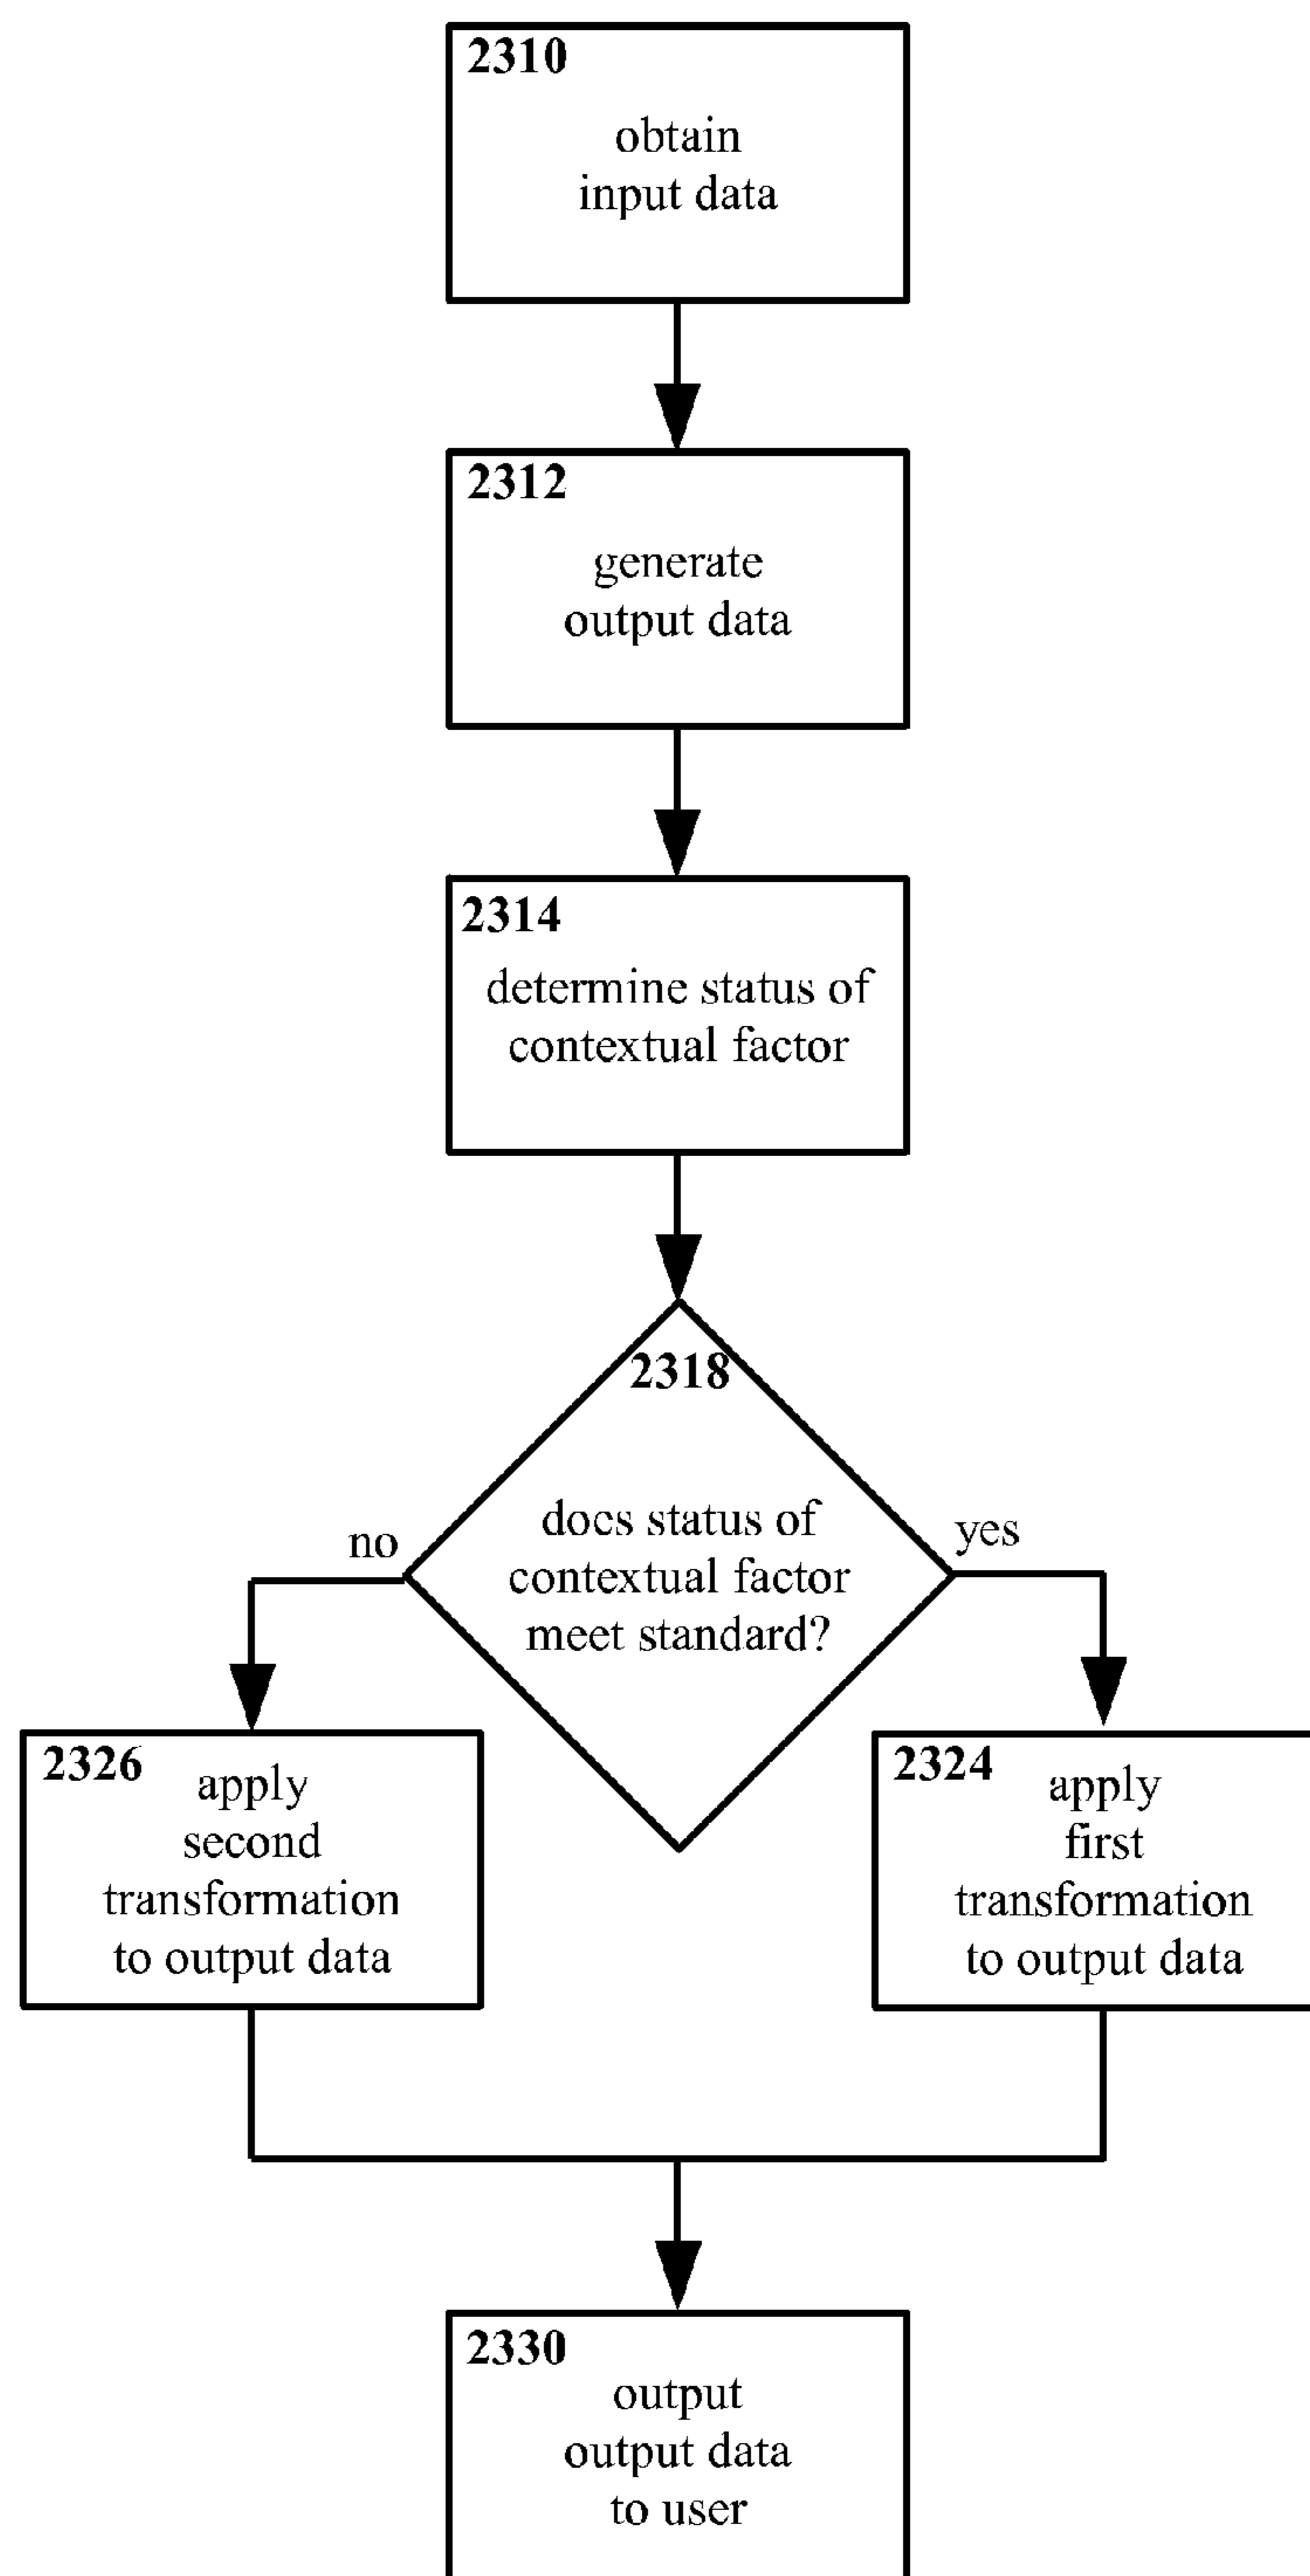 2310
obtain
input data
2312
generate
output data
2314
determine status of
contextual factor
2318
does status of
contextual factor
meet standard?
no
yes
2326
apply
second
transformation
to output data
2324
apply
first
transformation
to output data
2330
output
output data
to user